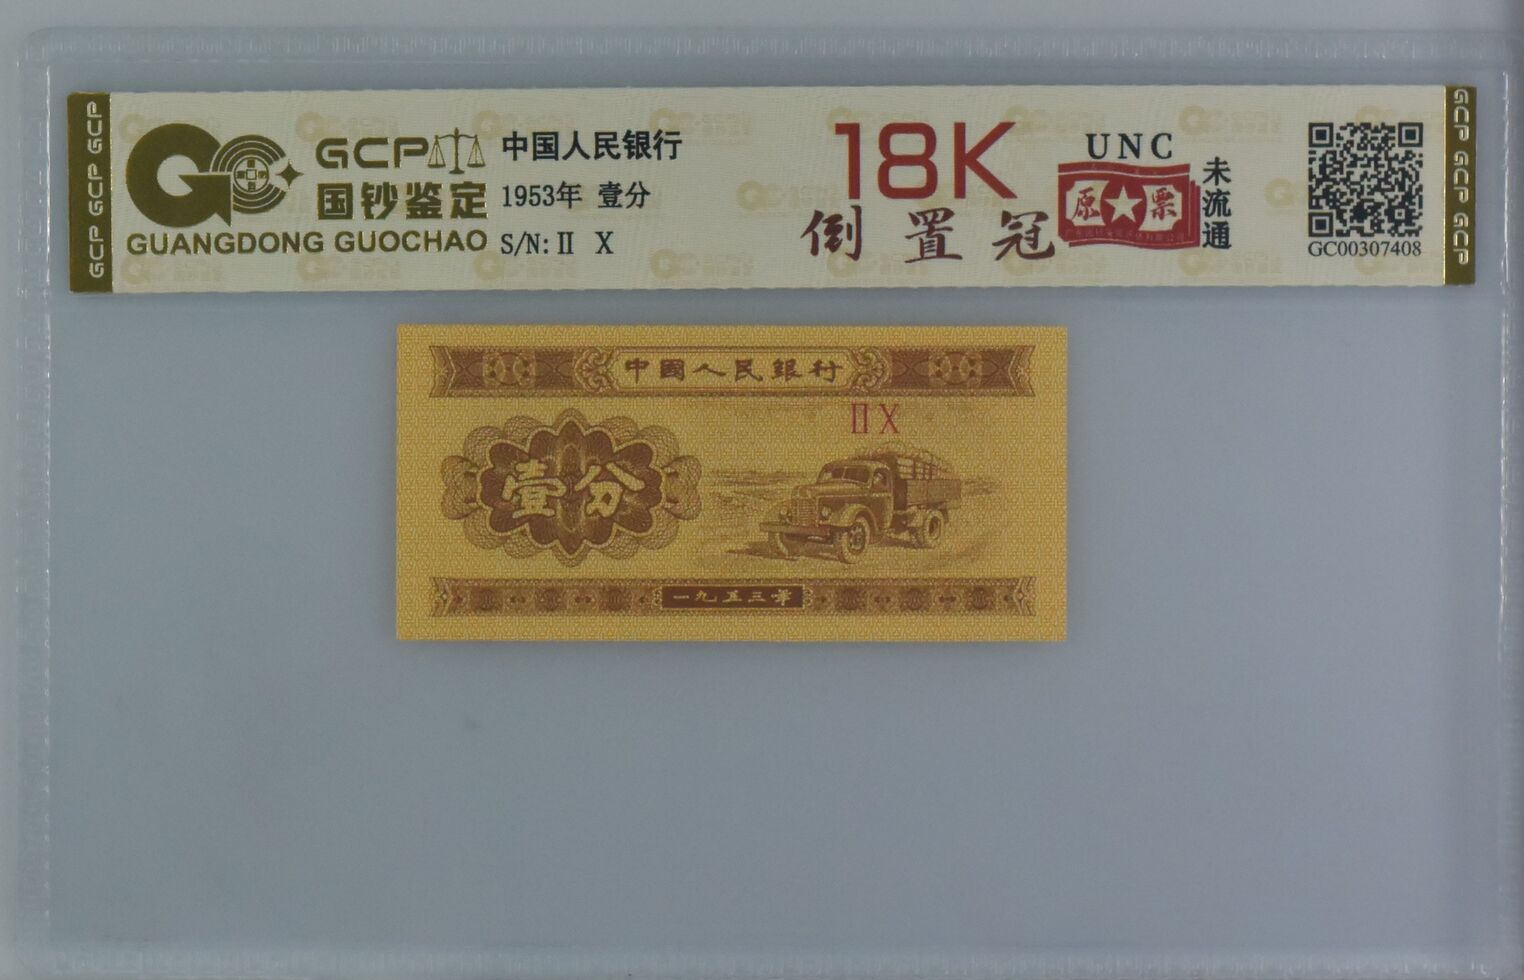 GCP GCP GCP
GCP
国钞鉴定
GUANGDONG GUOCHAO
中国人民银行
1953年 壹分
S/N: II X
18K
倒置冠
UNC
原★票
未流通
GC00307408
GCP GCP GCP
中國人民銀行
II X
壹分
一九五三年